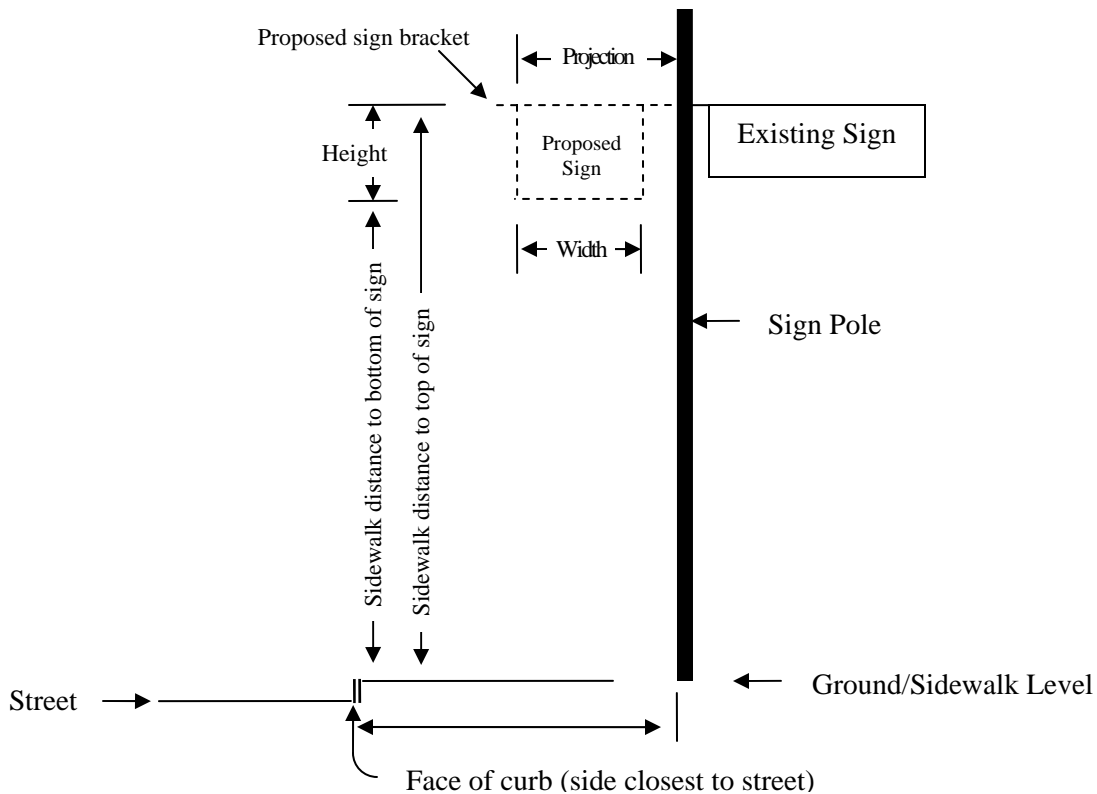 Proposed sign bracket
Projection
Existing Sign
Proposed
Sign
Height
Width
Sidewalk distance to bottom of sign
Sidewalk distance to top of sign
Sign Pole
Street
Ground/Sidewalk Level
Face of curb (side closest to street)